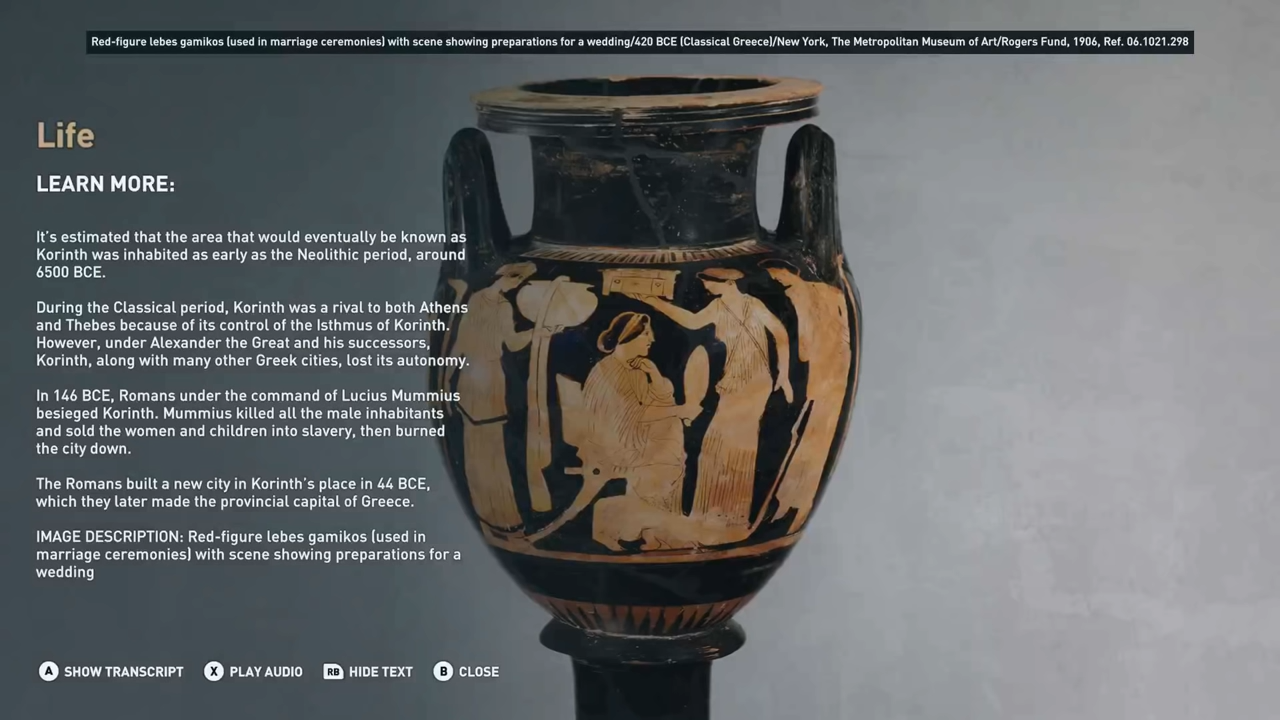 Red-figure lebes gamikos (used in marriage ceremonies) with scene showing preparations for a wedding/420 BCE (Classical Greece)/New York, The Metropolitan Museum of Art/Rogers Fund, 1906, Ref. 06.1021.298
Life
LEARN MORE:
It's estimated that the area that would eventually be known as
Korinth was inhabited as early as the Neolithic period, around
6500 BCE.
During the Classical period, Korinth was a rival to both Athens
and Thebes because of its control of the Isthmus of Korinth.
However, under Alexander the Great and his successors,
Korinth, along with many other Greek cities, lost its autonomy.
In 146 BCE, Romans under the command of Lucius Mummius
besieged Korinth. Mummius killed all the male inhabitants
and sold the women and children into slavery, then burned
the city down.
The Romans built a new city in Korinth's place in 44 BCE,
which they later made the provincial capital of Greece.
IMAGE DESCRIPTION: Red-figure lebes gamikos (used in
marriage ceremonies) with scene showing preparations for a
wedding
A SHOW TRANSCRIPT X PLAY AUDIO RB HIDE TEXT B CLOSE